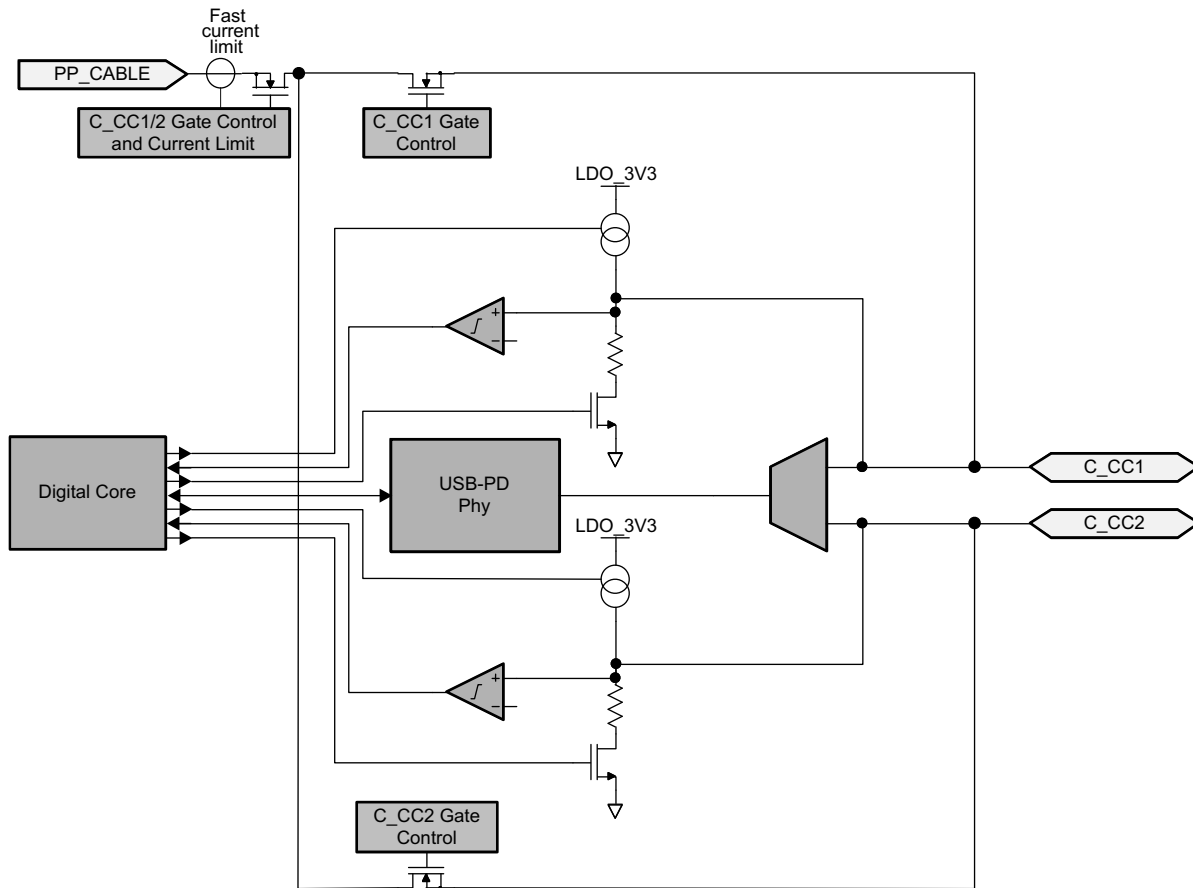 Fast
current
limit
PP_CABLE
C_CC1/2 Gate Control
and Current Limit
C_CC1 Gate
Control
LDO_3V3
+
−
Digital Core
USB-PD
Phy
C_CC1
C_CC2
LDO_3V3
+
−
C_CC2 Gate
Control